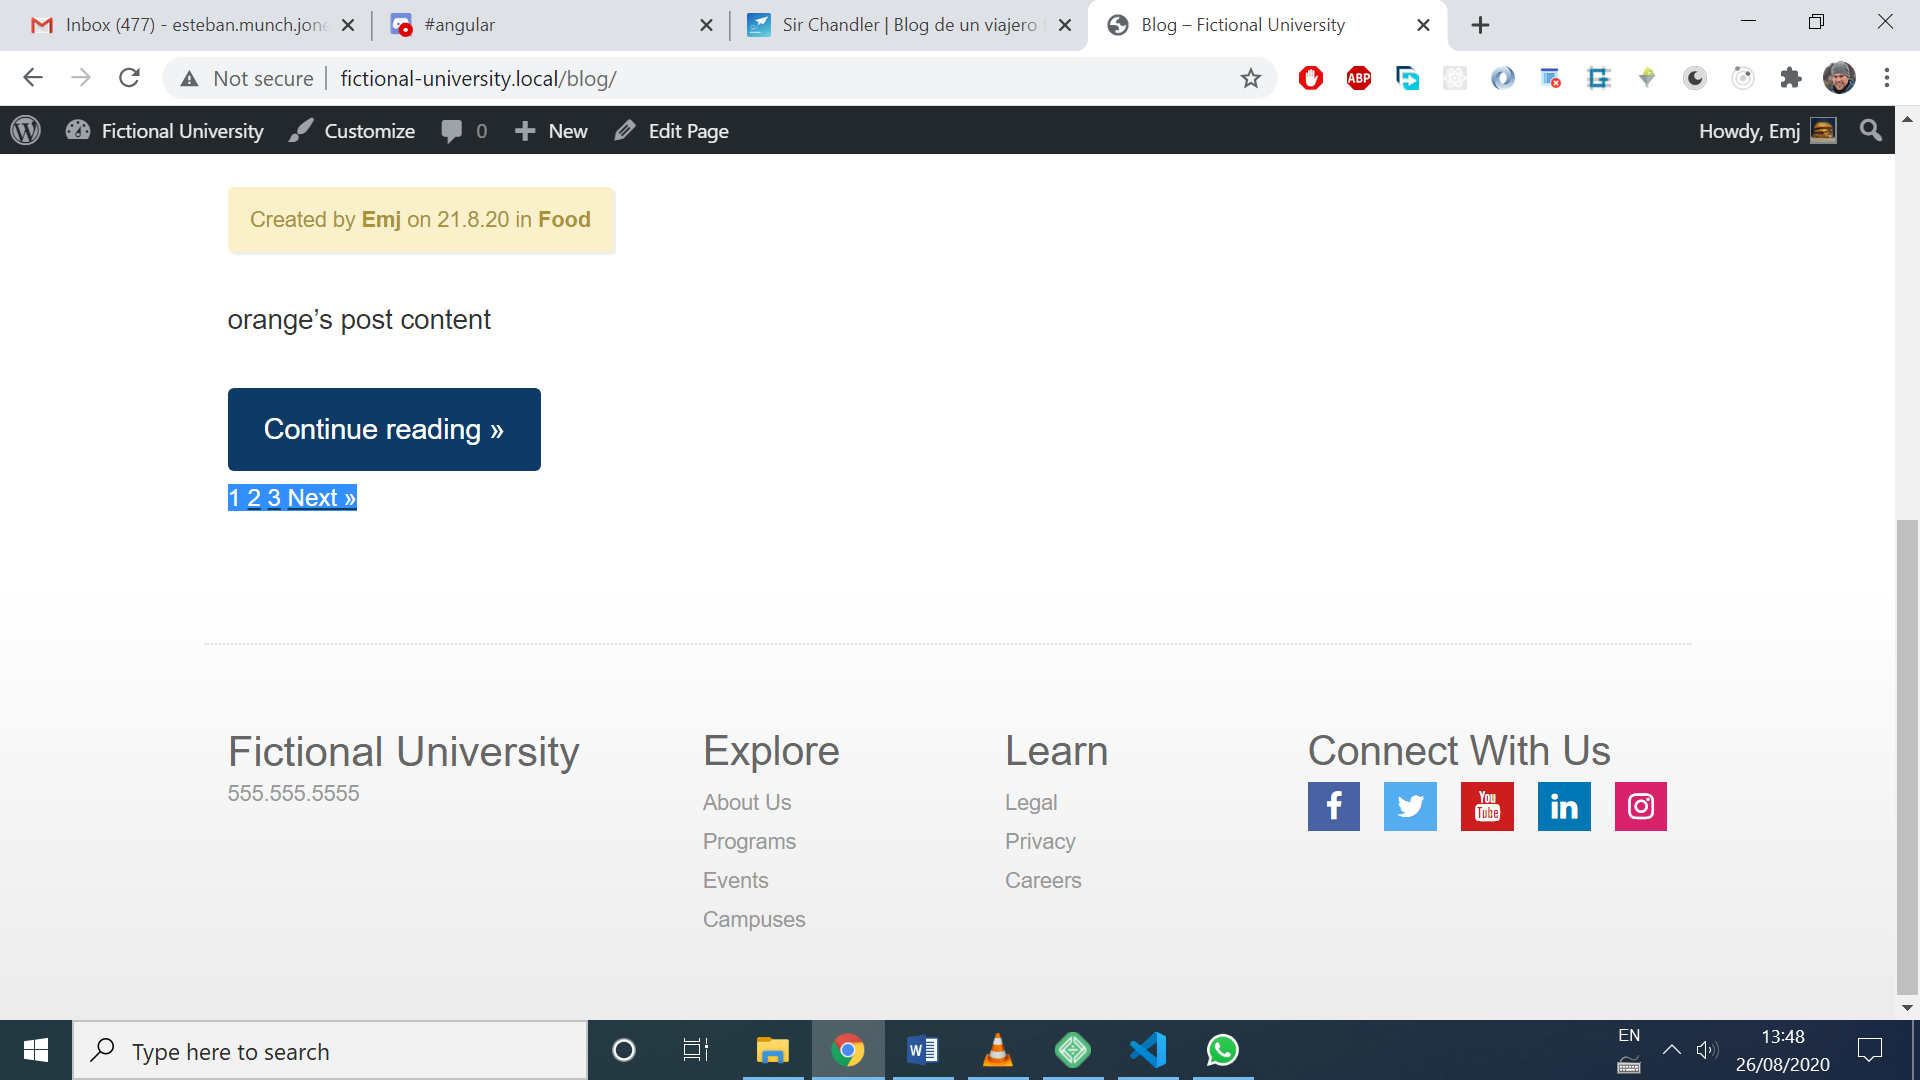 Inbox (477) - esteban.munch.jone
#angular
Sir Chandler | Blog de un viajero f
Blog – Fictional University
Not secure
fictional-university.local/blog/
ABP
Fictional University
Customize
0
New
Edit Page
Howdy, Emj
Created by Emj on 21.8.20 in Food
orange’s post content
Continue reading »
1 2 3 Next »
Fictional University
555.555.5555
Explore
About Us
Programs
Events
Campuses
Learn
Legal
Privacy
Careers
Connect With Us
You
Tube
in
Type here to search
EN
13:48
26/08/2020